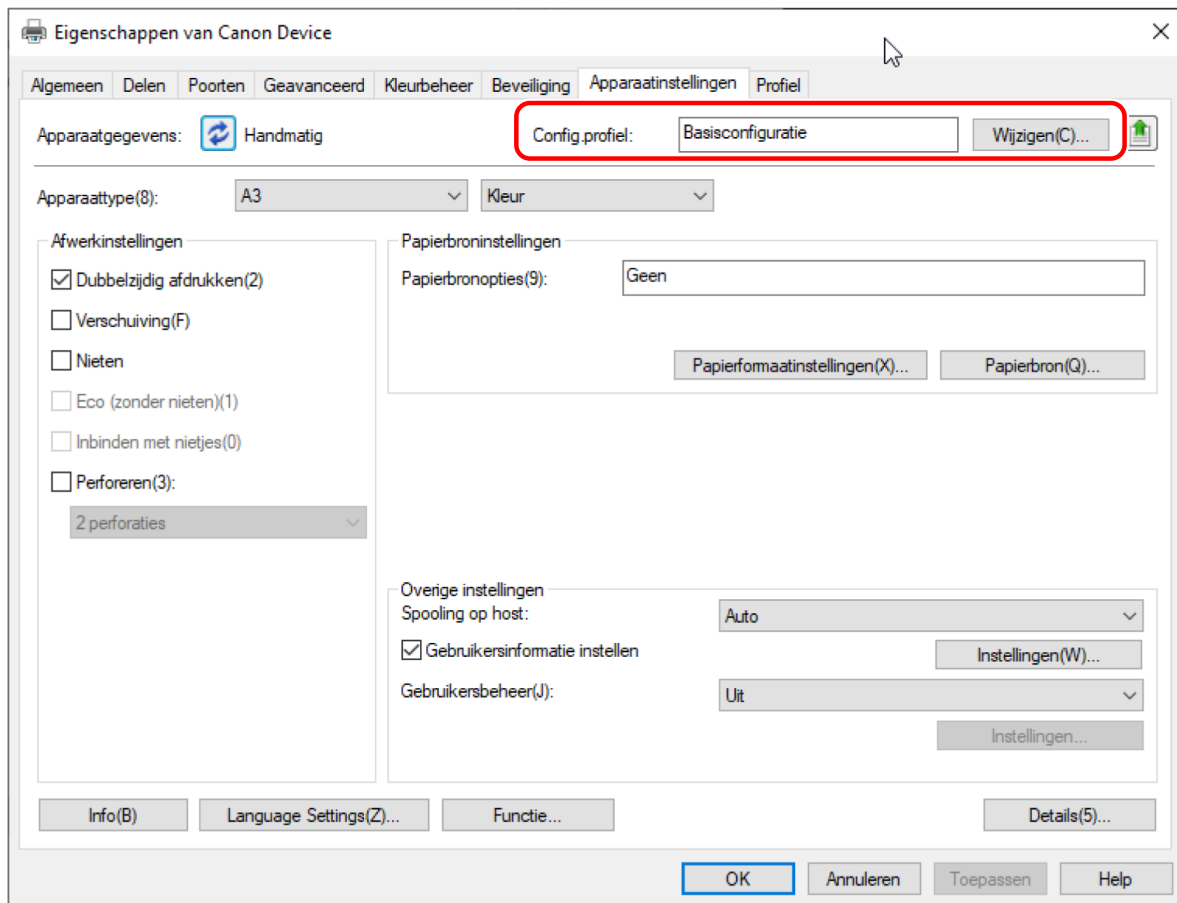 Eigenschappen van Canon Device
Algemeen Delen Poorten Geavanceerd Kleurbeheer Beveiliging Apparaatinstellingen Profiel
Apparaatgegevens: Handmatig Config.profiel: Basisconfiguratie Wijzigen(C)...
Apparaattype(8): A3 Kleur
Afwerkinstellingen
Dubbelzijdig afdrukken(2)
Verschuiving(F)
Nieten
Eco (zonder nieten)(1)
Inbinden met nietjes(0)
Perforeren(3):
2 perforaties
Papierbroninstellingen
Papierbronopties(9): Geen
Papierformaatinstellingen(X)... Papierbron(Q)...
Overige instellingen
Spooling op host: Auto
Gebruikersinformatie instellen Instellingen(W)...
Gebruikersbeheer(J): Uit
Instellingen...
Info(B) Language Settings(Z)... Functie... Details(5)...
OK Annuleren Toepassen Help